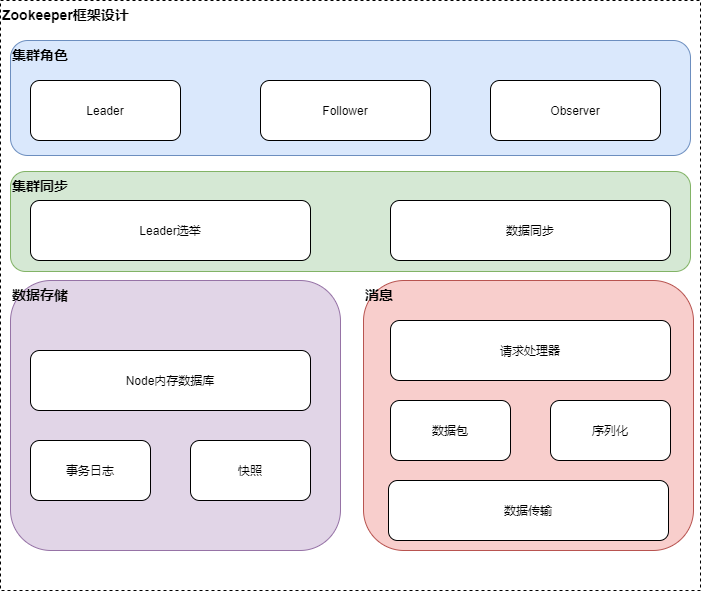 Zookeeper框架设计
集群角色
Leader
Follower
Observer
集群同步
Leader选举
数据同步
数据存储
Node内存数据库
事务日志
快照
消息
请求处理器
数据包
序列化
数据传输